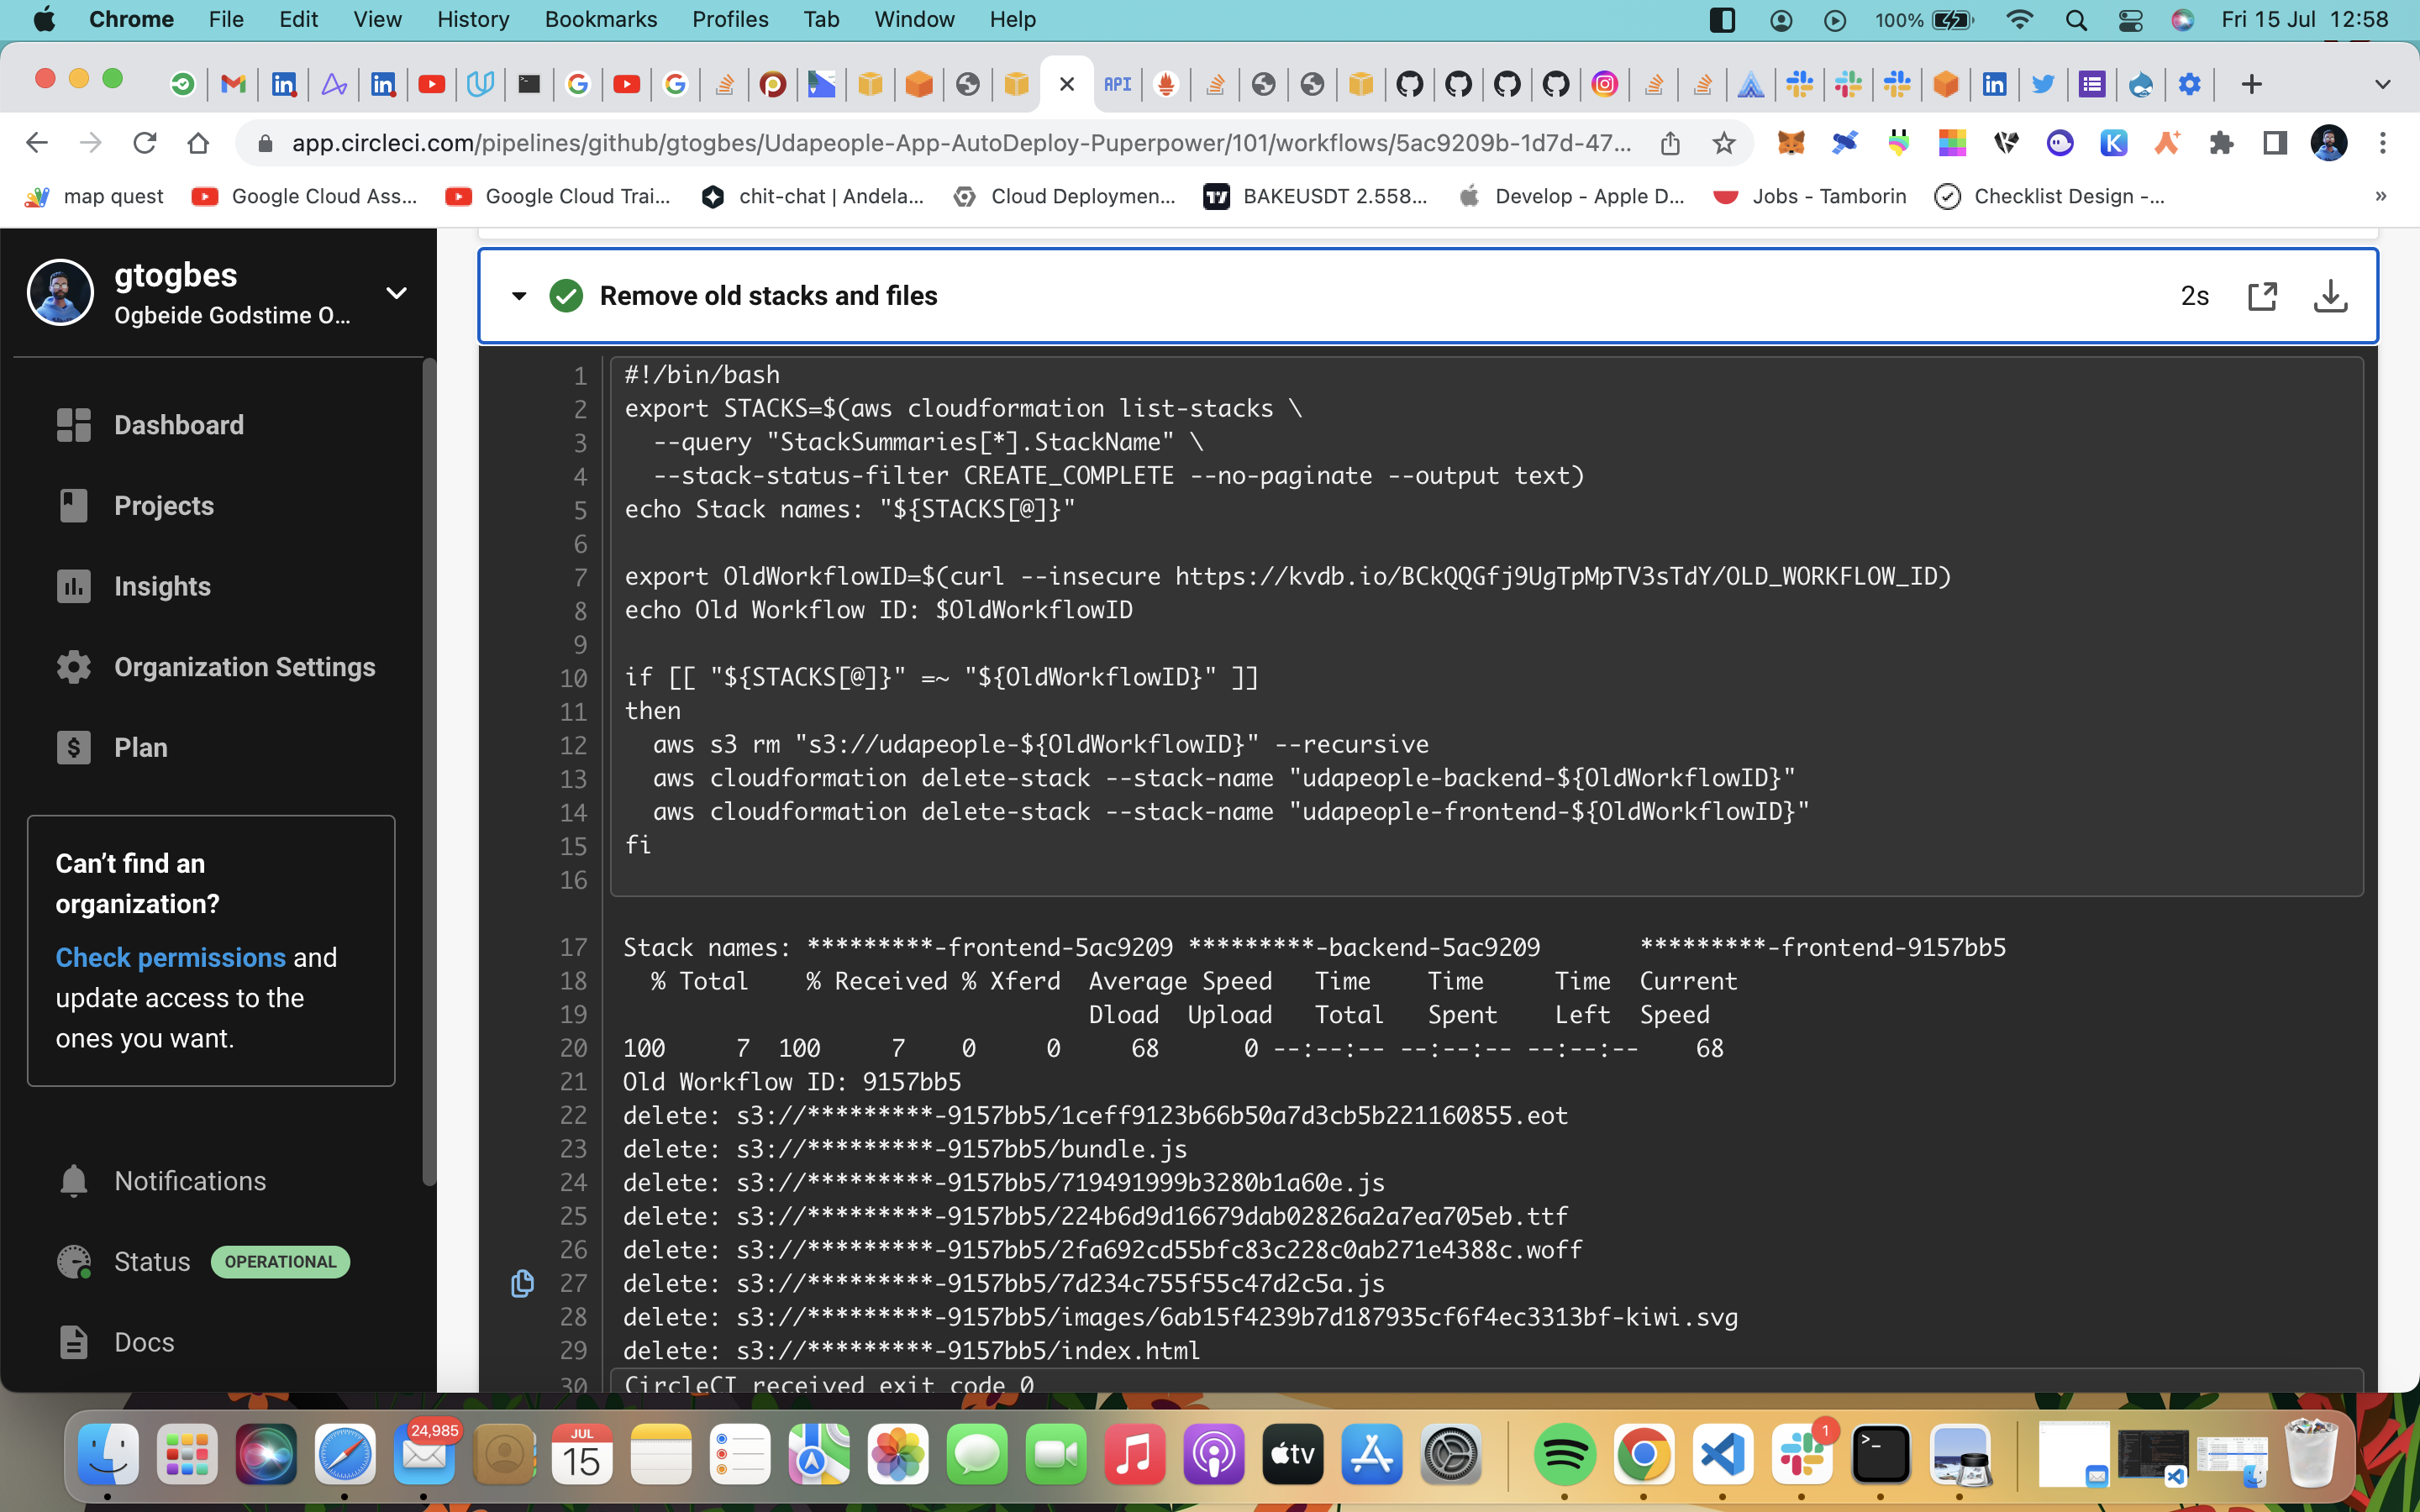 Chrome File Edit View History Bookmarks Profiles Tab Window Help 100% Fri 15 Jul 12:58
API
app.circleci.com/pipelines/github/gtogbes/Udapeople-App-AutoDeploy-Puperpower/101/workflows/5ac9209b-1d7d-47...
map quest Google Cloud Ass... Google Cloud Trai... chit-chat | Andela... Cloud Deploymen... BAKEUSDT 2.558... Develop - Apple D... Jobs - Tamborin Checklist Design -... »
gtogbes
Ogbeide Godstime O...
Dashboard
Projects
Insights
Organization Settings
Plan
Can’t find an
organization?
Check permissions and
update access to the
ones you want.
Notifications
Status OPERATIONAL
Docs
Remove old stacks and files 2s
1 #!/bin/bash
2 export STACKS=$(aws cloudformation list-stacks \
3 --query "StackSummaries[*].StackName" \
4 --stack-status-filter CREATE_COMPLETE --no-paginate --output text)
5 echo Stack names: "${STACKS[@]}"
6
7 export OldWorkflowID=$(curl --insecure https://kvdb.io/BCkQQGfj9UgTpMpTV3sTdY/OLD_WORKFLOW_ID)
8 echo Old Workflow ID: $OldWorkflowID
9
10 if [[ "${STACKS[@]}" =~ "${OldWorkflowID}" ]]
11 then
12 aws s3 rm "s3://udapeople-${OldWorkflowID}" --recursive
13 aws cloudformation delete-stack --stack-name "udapeople-backend-${OldWorkflowID}"
14 aws cloudformation delete-stack --stack-name "udapeople-frontend-${OldWorkflowID}"
15 fi
16
17 Stack names: *********-frontend-5ac9209 *********-backend-5ac9209 *********-frontend-9157bb5
18 % Total % Received % Xferd Average Speed Time Time Time Current
19 Dload Upload Total Spent Left Speed
20 100 7 100 7 0 0 68 0 --:--:-- --:--:-- --:--:-- 68
21 Old Workflow ID: 9157bb5
22 delete: s3://*********-9157bb5/1ceff9123b66b50a7d3cb5b221160855.eot
23 delete: s3://*********-9157bb5/bundle.js
24 delete: s3://*********-9157bb5/719491999b3280b1a60e.js
25 delete: s3://*********-9157bb5/224b6d9d16679dab02826a2a7ea705eb.ttf
26 delete: s3://*********-9157bb5/2fa692cd55bfc83c228c0ab271e4388c.woff
27 delete: s3://*********-9157bb5/7d234c755f55c47d2c5a.js
28 delete: s3://*********-9157bb5/images/6ab15f4239b7d187935cf6f4ec3313bf-kiwi.svg
29 delete: s3://*********-9157bb5/index.html
30 CircleCI received exit code 0
24,985
JUL
15
tv
1